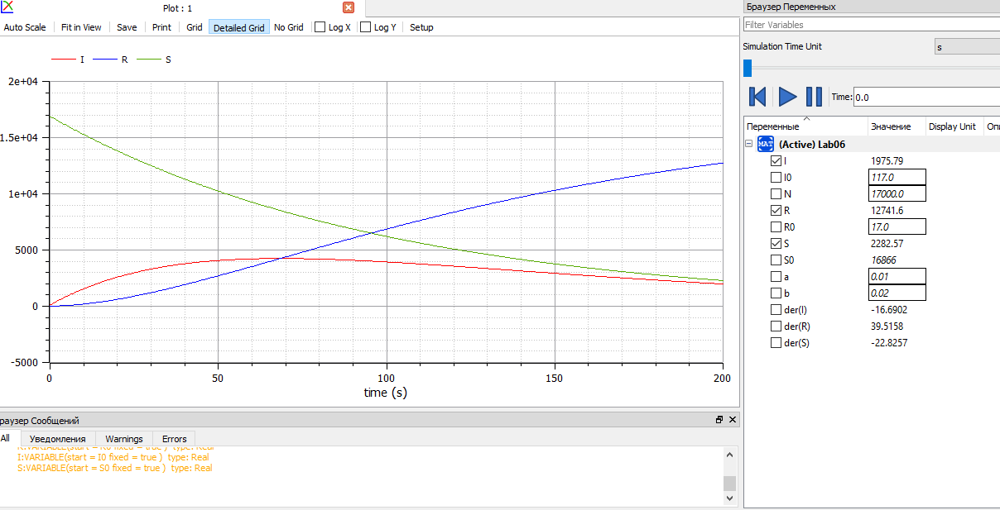 Plot : 1
Auto Scale Fit in View Save Print Grid Detailed Grid No Grid Log X Log Y Setup
I R S
2e+04
1.5e+04
1e+04
5000
0
-5000
0 50 100 150 200
time (s)
раузер Сообщений
All Уведомления Warnings Errors
I:VARIABLE(start = I0 fixed = true ) type: Real
S:VARIABLE(start = S0 fixed = true ) type: Real
Браузер Переменных
Filter Variables
Simulation Time Unit s
Time: 0.0
Переменные Значение Display Unit Оп
MAT (Active) Lab06
I 1975.79
I0 117.0
N 17000.0
R 12741.6
R0 17.0
S 2282.57
S0 16866
a 0.01
b 0.02
der(I) -16.6902
der(R) 39.5158
der(S) -22.8257